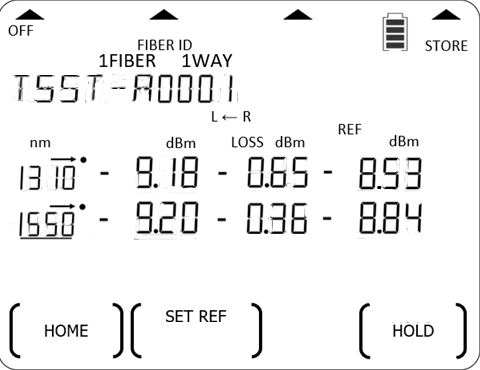 OFF
STORE
FIBER ID
1FIBER 1WAY
TSST-A0001
L ← R
nm dBm LOSS dBm REF dBm
1310 - 9.18 - 0.65 - 8.53
1550 - 9.20 - 0.36 - 8.84
HOME SET REF HOLD